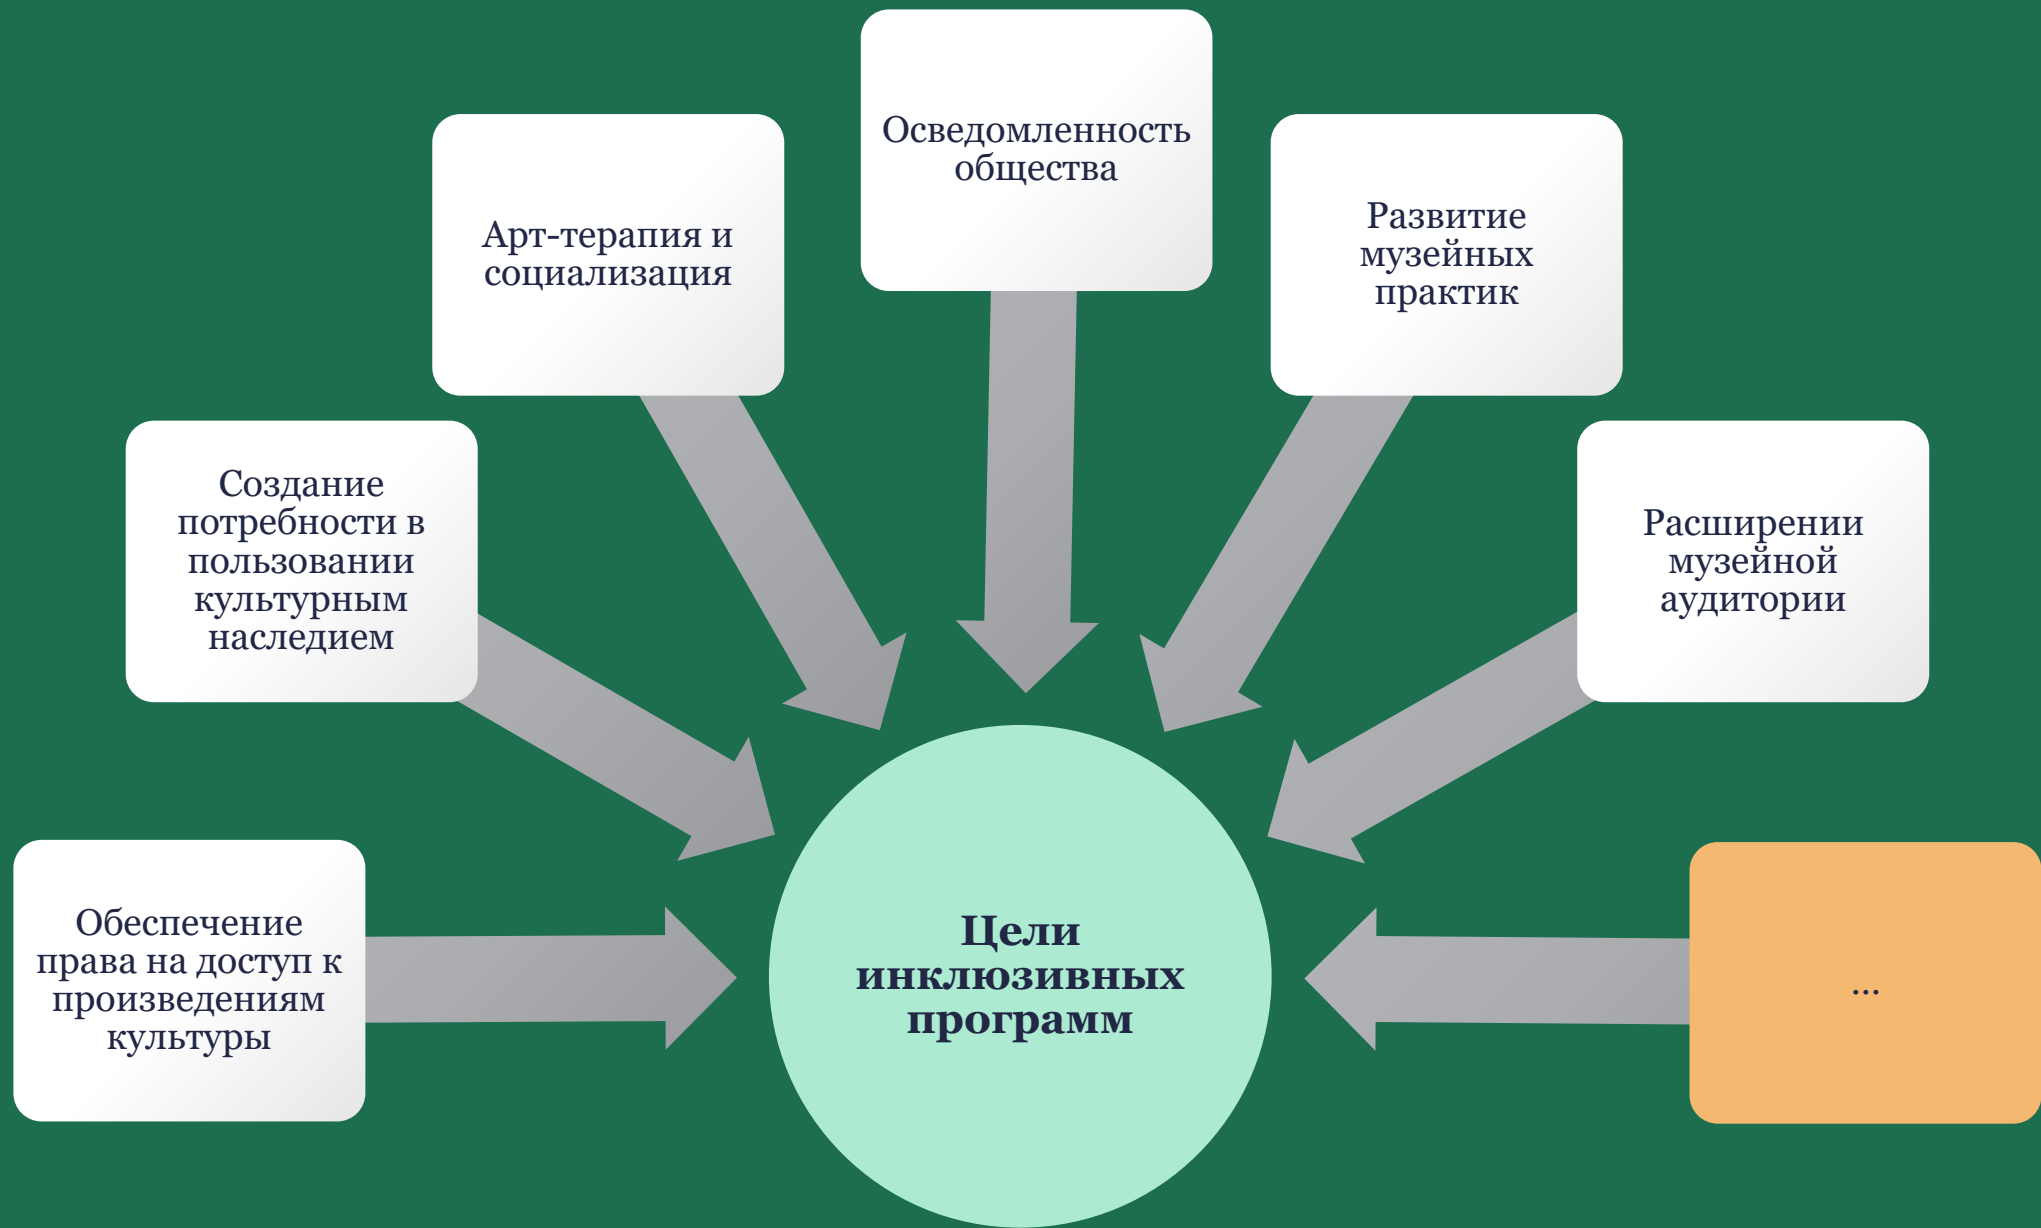 Осведомленность
общества
Арт-терапия и
социализация
Развитие
музейных
практик
Создание
потребности в
пользовании
культурным
наследием
Расширении
музейной
аудитории
Обеспечение
права на доступ к
произведениям
культуры
Цели
инклюзивных
программ
...